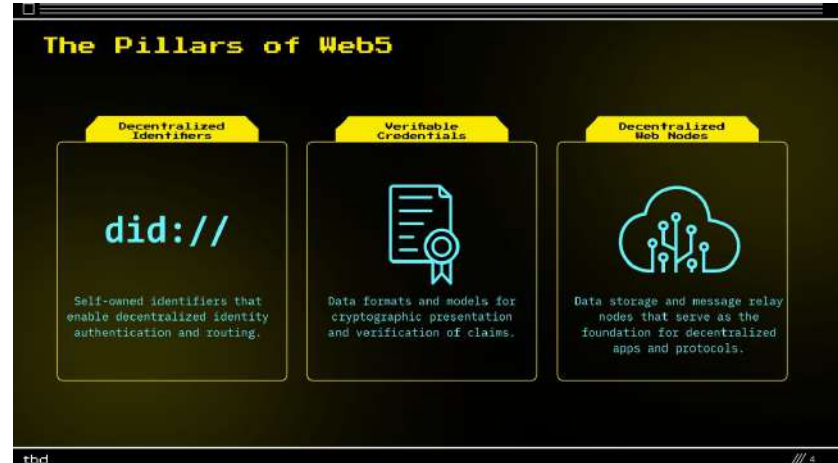 The Pillars of Web5
Decentralized
Identifiers
did://
Self-owned identifiers that
enable decentralized identity
authentication and routing.
Verifiable
Credentials
Data formats and models for
cryptographic presentation
and verification of claims.
Decentralized
Web Nodes
Data storage and message relay
nodes that serve as the
foundation for decentralized
apps and protocols.
tbd
/// 4